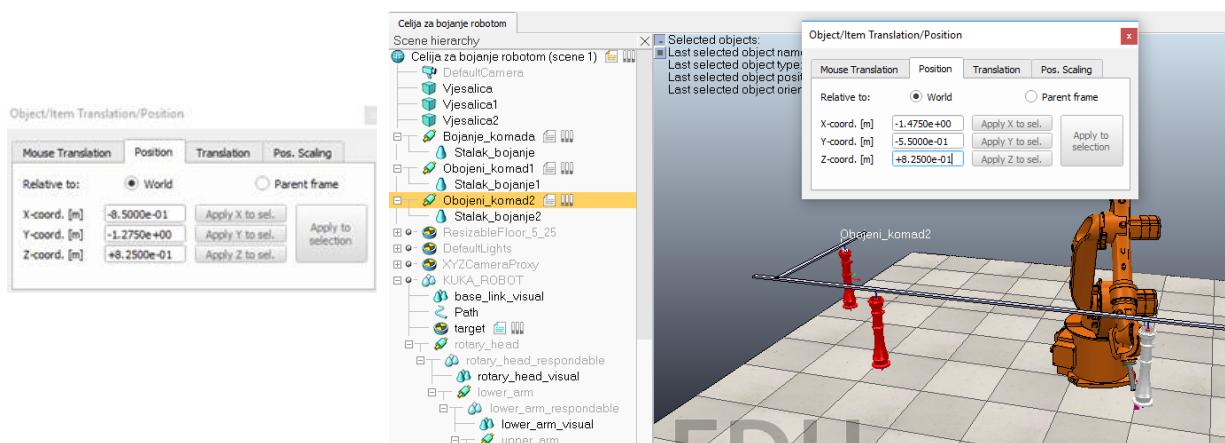 Object/Item Translation/Position
Mouse Translation Position Translation Pos. Scaling
Relative to: World Parent frame
X-coord. [m] -8.5000e-01 Apply X to sel.
Y-coord. [m] -1.2750e+00 Apply Y to sel.
Z-coord. [m] +8.2500e-01 Apply Z to sel.
Apply to
selection
Celija za bojanje robotom
Scene hierarchy
Celija za bojanje robotom (scene 1)
DefaultCamera
Vjesalica
Vjesalica1
Vjesalica2
Bojanje_komada
Stalak_bojanje
Obojeni_komad1
Stalak_bojanje1
Obojeni_komad2
Stalak_bojanje2
ResizableFloor_5_25
DefaultLights
XYZCameraProxy
KUKA_ROBOT
base_link_visual
Path
target
rotary_head
rotary_head_respondable
rotary_head_visual
lower_arm
lower_arm_respondable
lower_arm_visual
upper_arm
Selected objects:
Last selected object nam
Last selected object type:
Last selected object posit
Last selected object orien
Object/Item Translation/Position
x
Mouse Translation Position Translation Pos. Scaling
Relative to: World Parent frame
X-coord. [m] -1.4750e+00 Apply X to sel.
Y-coord. [m] -5.5000e-01 Apply Y to sel.
Z-coord. [m] +8.2500e-01 Apply Z to sel.
Apply to
selection
Obojeni_komad2
EDU